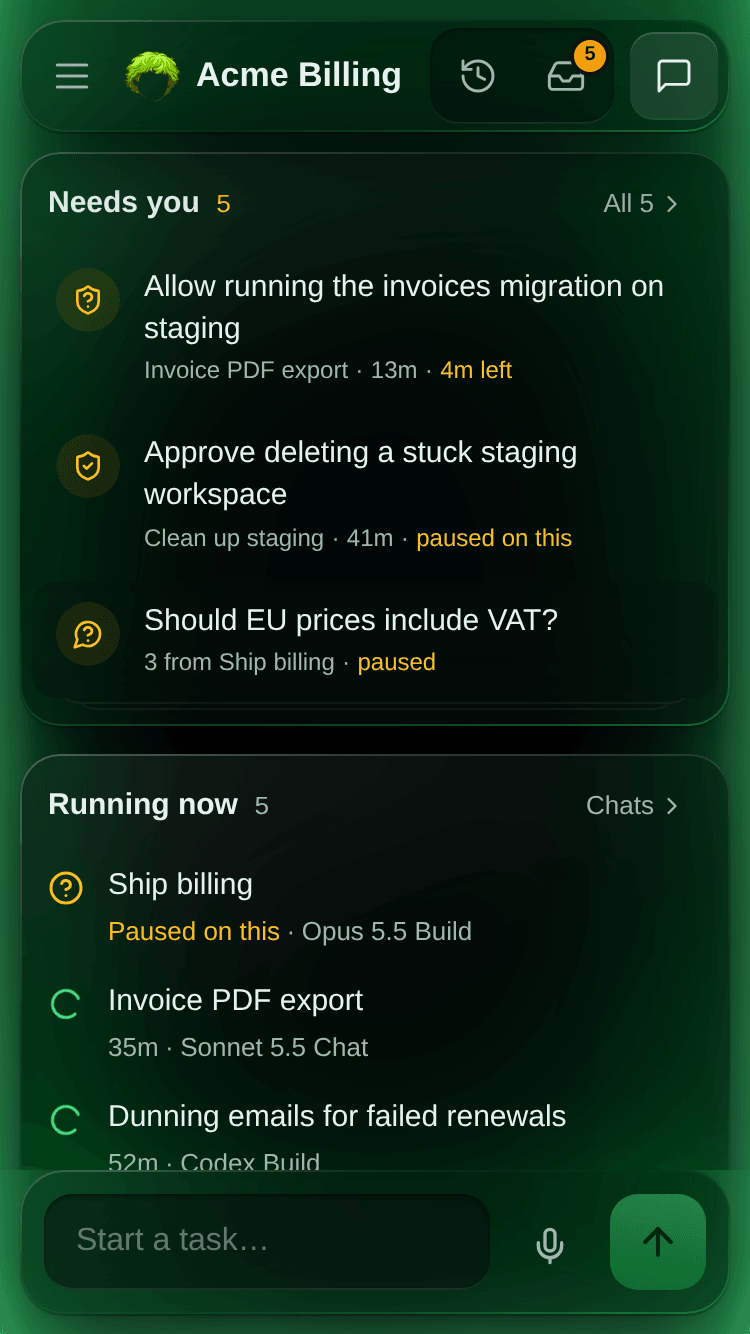 Acme Billing
5
Needs you 5
All 5
Allow running the invoices migration on
staging
Invoice PDF export · 13m · 4m left
Approve deleting a stuck staging
workspace
Clean up staging · 41m · paused on this
Should EU prices include VAT?
3 from Ship billing · paused
Running now 5
Chats
Ship billing
Paused on this · Opus 5.5 Build
Invoice PDF export
35m · Sonnet 5.5 Chat
Dunning emails for failed renewals
52m · Codex Build
Start a task…